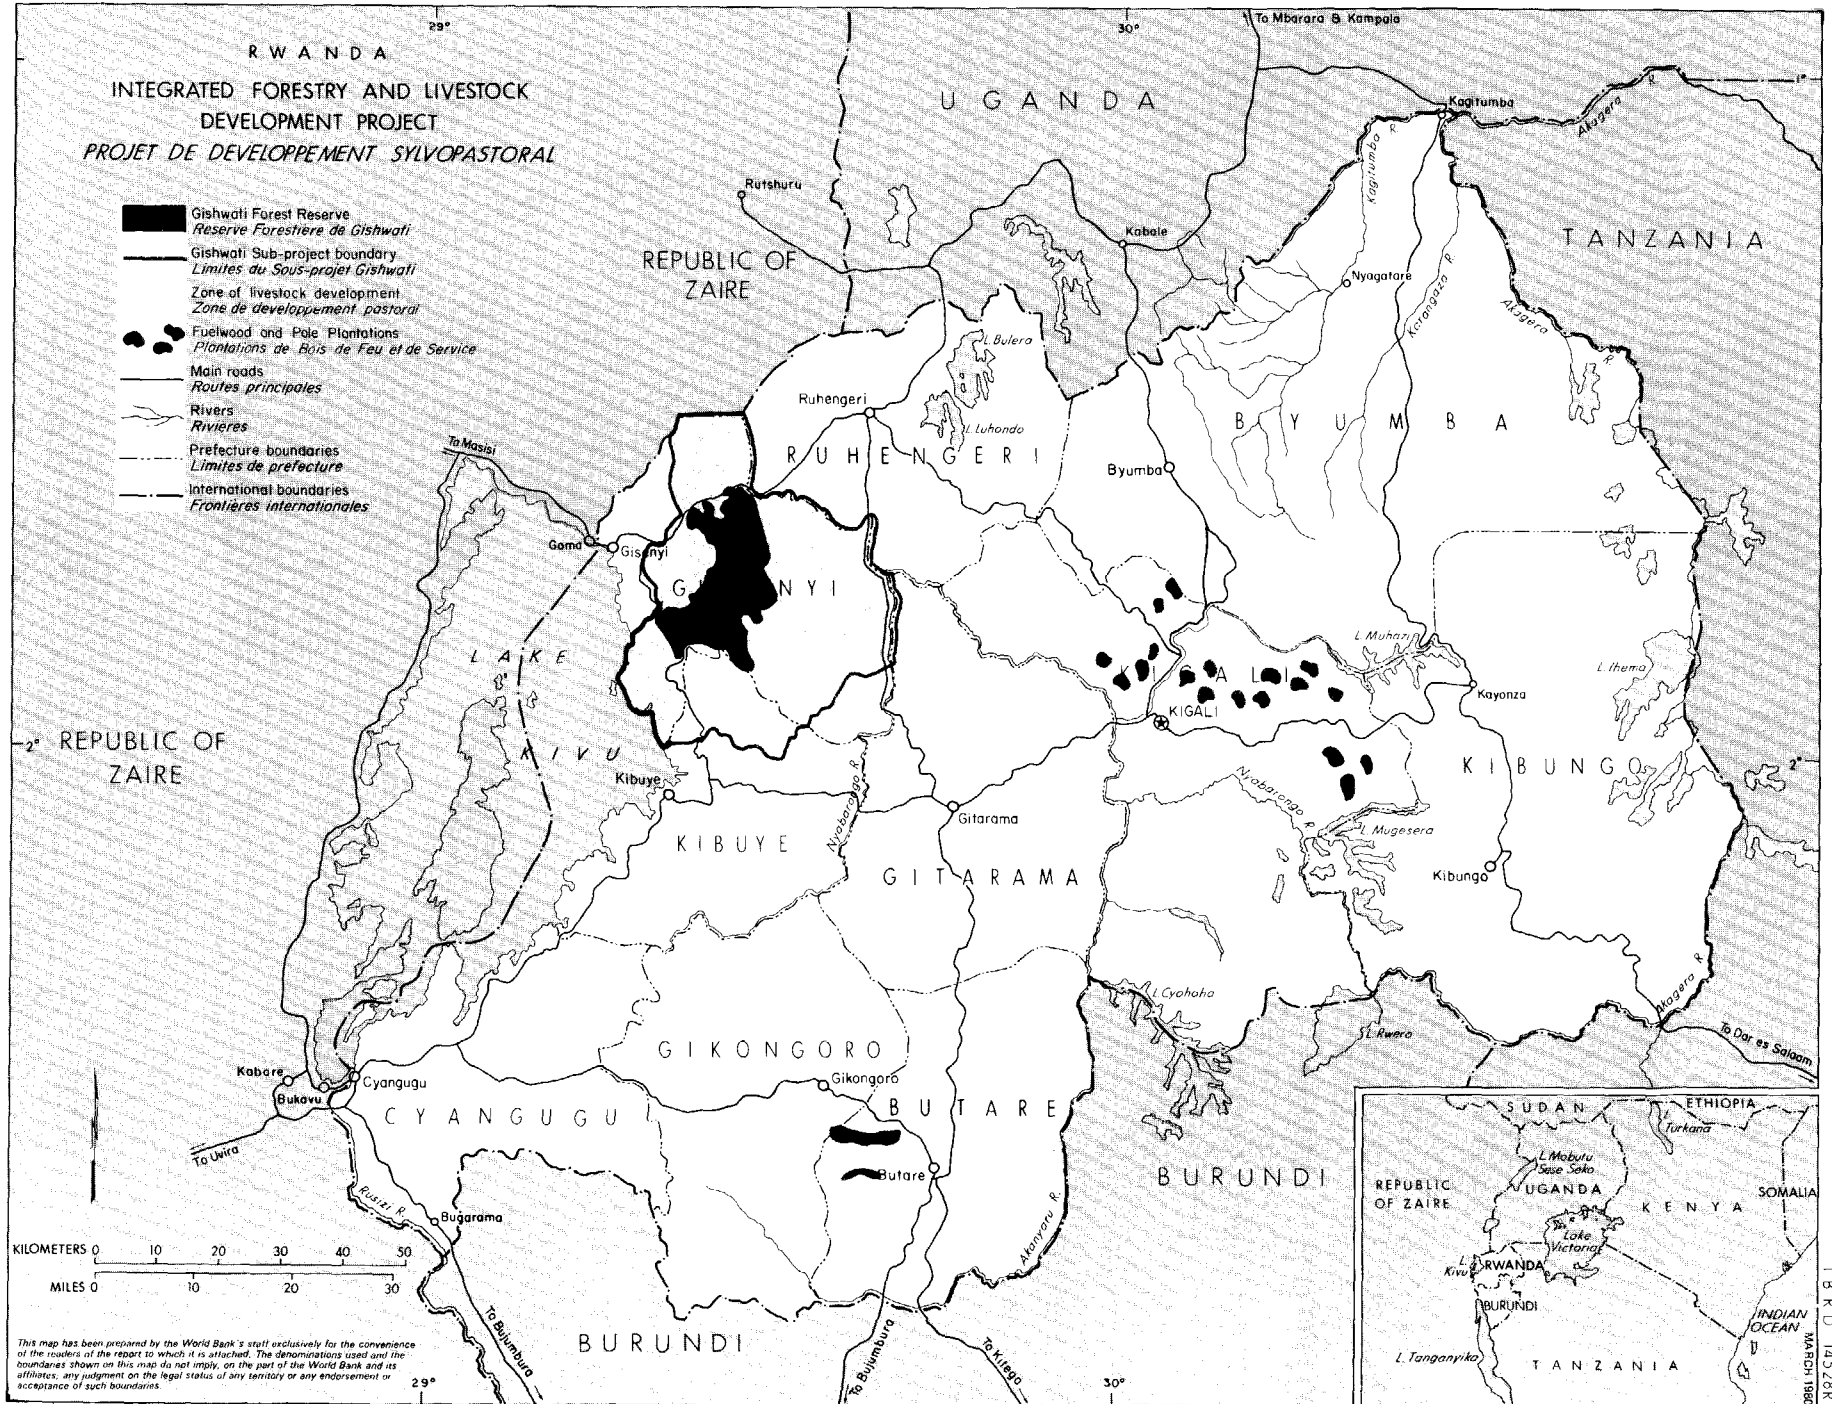 RWANDA
INTEGRATED FORESTRY AND LIVESTOCK
DEVELOPMENT PROJECT
PROJET DE DEVELOPPEMENT SYLVOPASTORAL
Gishwati Forest Reserve
Reserve Forestière de Gishwati
Gishwati Sub-project boundary
Limites du Sous-projet Gishwati
Zone of livestock development
Zone de developpement pastoral
Fuelwood and Pole Plantations
Plantations de Bois de Feu et de Service
Main roads
Routes principales
Rivers
Rivières
Prefecture boundaries
Limites de préfecture
International boundaries
Frontières internationales
29°
30°
To Mbarara & Kampala
1°
UGANDA
Kagitumba
Akagera R.
Kagitumba R.
Rutshuru
Kabale
TANZANIA
REPUBLIC OF
ZAIRE
Nyagatare
Karangaza R.
Akagera R.
L. Bulera
Ruhengeri
L. Luhondo
RUHENGERI
BYUMBA
Byumba
To Masisi
Goma
Gisenyi
G NYI
LAKE
KIVU
L. Muhazi
L. Ihema
KIGALI
KIGALI
Kayonza
2°
REPUBLIC OF
ZAIRE
Kibuye
Nyabarongo R.
Nyabarongo R.
KIBUNGO
2°
Gitarama
KIBUYE
L. Mugesera
GITARAMA
Kibungo
L. Cyohoha
L. Rwero
Akagera R.
To Dar es Salaam
GIKONGORO
Kabare
Bukavu
Cyangugu
Gikongoro
CYANGUGU
BUTARE
To Uvira
Butare
BURUNDI
Rusizi R.
Bugarama
Akanyaru R.
KILOMETERS 0 10 20 30 40 50
MILES 0 10 20 30
To Bujumbura
BURUNDI
To Bujumbura
To Kitega
29°
30°
This map has been prepared by the World Bank's staff exclusively for the convenience
of the readers of the report to which it is attached. The denominations used and the
boundaries shown on this map do not imply, on the part of the World Bank and its
affiliates, any judgment on the legal status of any territory or any endorsement or
acceptance of such boundaries.
SUDAN
ETHIOPIA
L. Turkana
L. Mobutu
Sese Seko
UGANDA
REPUBLIC
OF ZAIRE
KENYA
SOMALIA
Lake
Victoria
L.
Kivu
RWANDA
BURUNDI
INDIAN
OCEAN
L. Tanganyika
TANZANIA
IBRD 14528R
MARCH 1980